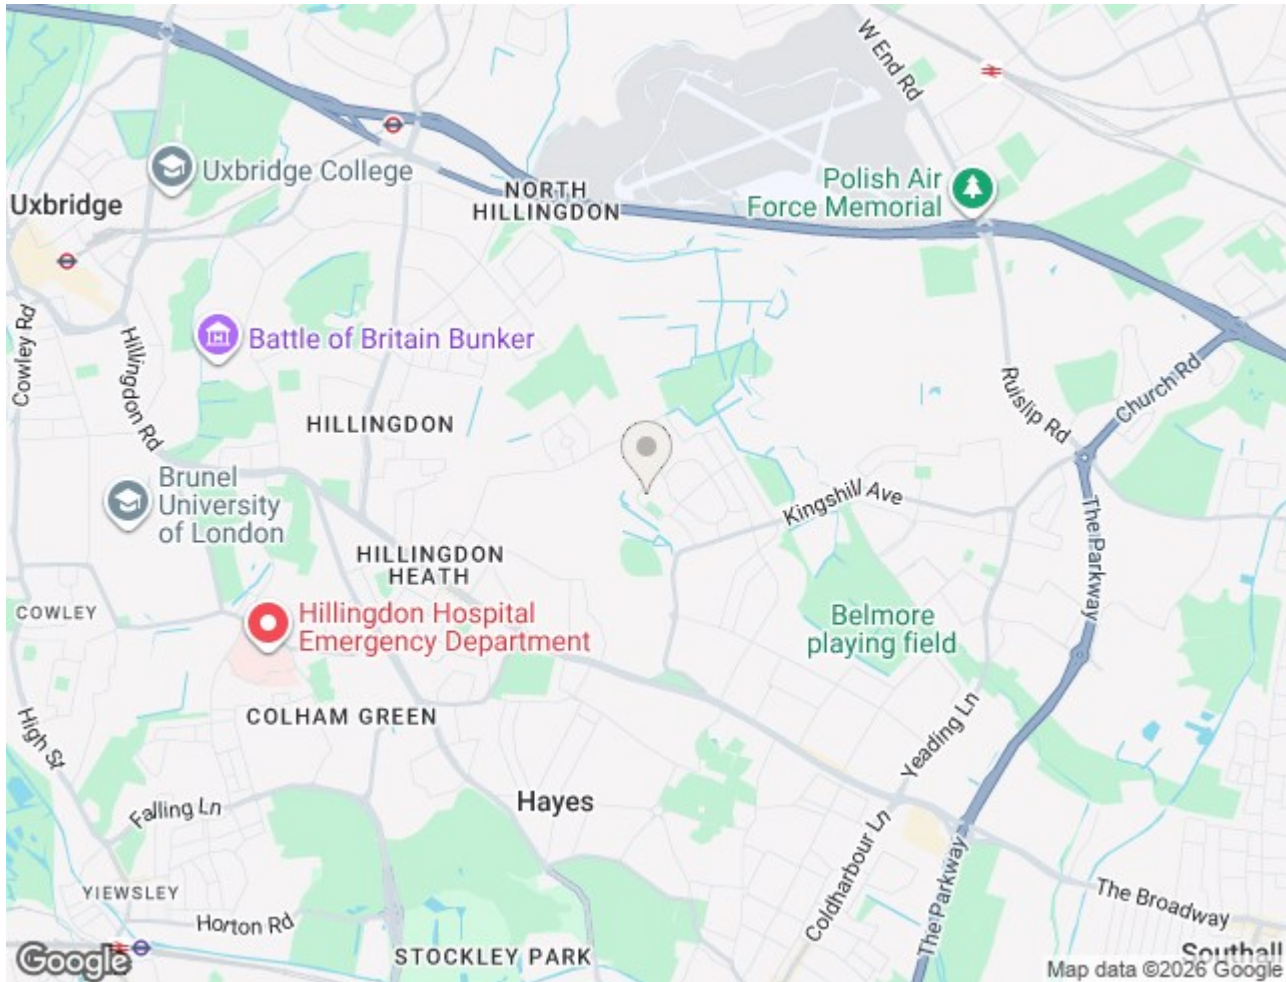 W End Rd
Uxbridge College
Polish Air
Force Memorial
NORTH
HILLINGDON
Uxbridge
Cowley Rd
Hillingdon Rd
Battle of Britain Bunker
Ruislip Rd
Church Rd
HILLINGDON
Brunel
University
of London
Kingshill Ave
The Parkway
HILLINGDON
HEATH
COWLEY
Hillingdon Hospital
Emergency Department
Belmore
playing field
High St
COLHAM GREEN
Yeading Ln
Falling Ln
Hayes
Coldharbour Ln
The Parkway
YIEWSLEY
Horton Rd
The Broadway
STOCKLEY PARK
Southall
Google
Map data ©2026 Google